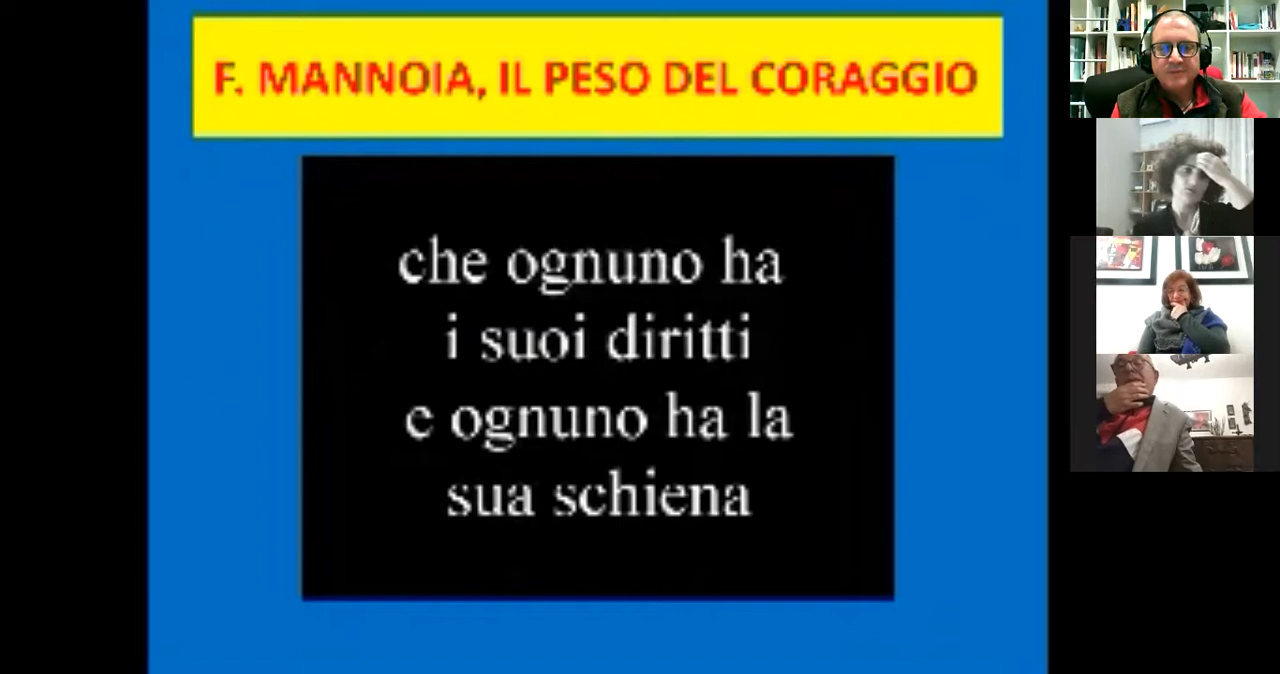 F. MANNOIA, IL PESO DEL CORAGGIO
che ognuno ha
i suoi diritti
e ognuno ha la
sua schiena